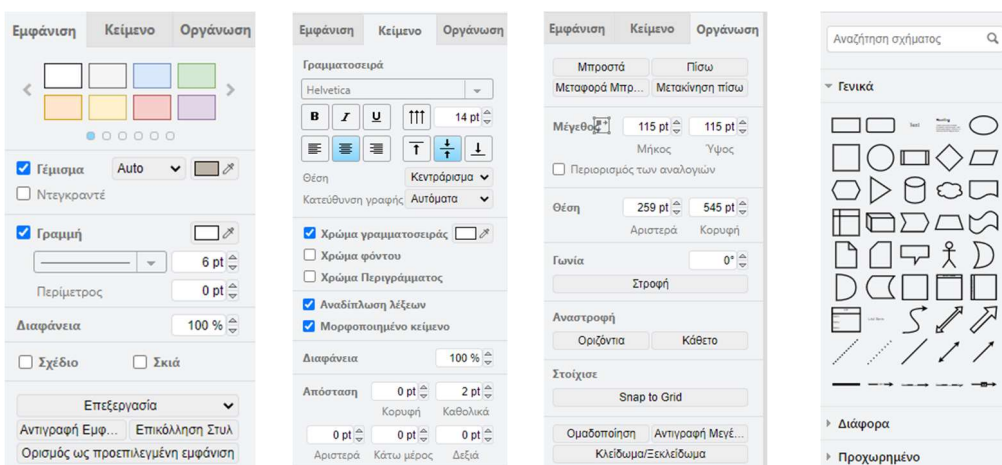 Εμφάνιση Κείμενο Οργάνωση
Γέμισμα Auto
Ντεγκραντέ
Γραμμή
6 pt
Περίμετρος 0 pt
Διαφάνεια 100 %
Σχέδιο Σκιά
Επεξεργασία
Αντιγραφή Εμφ... Επικόλληση Στυλ
Ορισμός ως προεπιλεγμένη εμφάνιση
Εμφάνιση Κείμενο Οργάνωση
Γραμματοσειρά
Helvetica
B I U 14 pt
Θέση Κεντράρισμα
Κατεύθυνση γραφής Αυτόματα
Χρώμα γραμματοσειράς
Χρώμα φόντου
Χρώμα Περιγράμματος
Αναδίπλωση λέξεων
Μορφοποιημένο κείμενο
Διαφάνεια 100 %
Απόσταση 0 pt 2 pt
Κορυφή Καθολικά
0 pt 0 pt 0 pt
Αριστερά Κάτω μέρος Δεξιά
Εμφάνιση Κείμενο Οργάνωση
Μπροστά Πίσω
Μεταφορά Μπρ... Μετακίνηση πίσω
Μέγεθος 115 pt 115 pt
Μήκος Ύψος
Περιορισμός των αναλογιών
Θέση 259 pt 545 pt
Αριστερά Κορυφή
Γωνία 0°
Στροφή
Αναστροφή
Οριζόντια Κάθετο
Στοίχισε
Snap to Grid
Ομαδοποίηση Αντιγραφή Μεγέ...
Κλείδωμα/Ξεκλείδωμα
Αναζήτηση σχήματος
Γενικά
Text
Διάφορα
Προχωρημένο